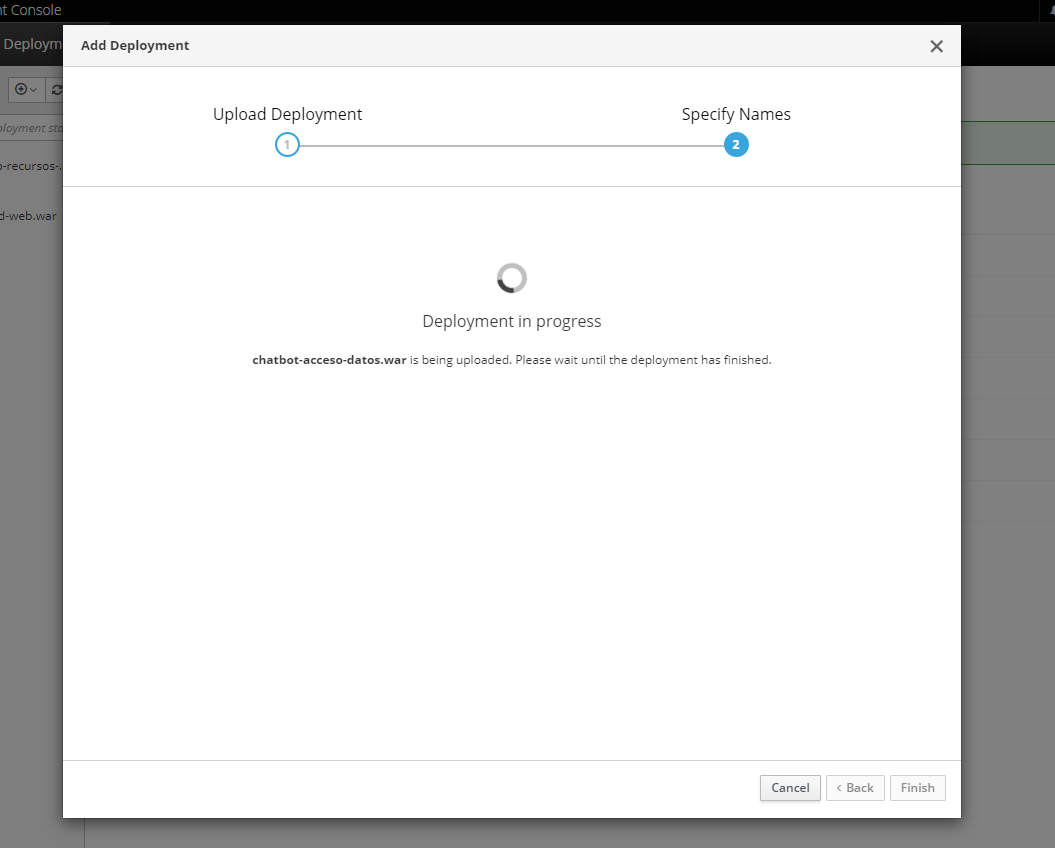 nt Console
Deploym
Add Deployment
Upload Deployment
Specify Names
1
2
ployment sta
o-recursos-.
d-web.war
Deployment in progress
chatbot-acceso-datos.war is being uploaded. Please wait until the deployment has finished.
Cancel
‹ Back
Finish